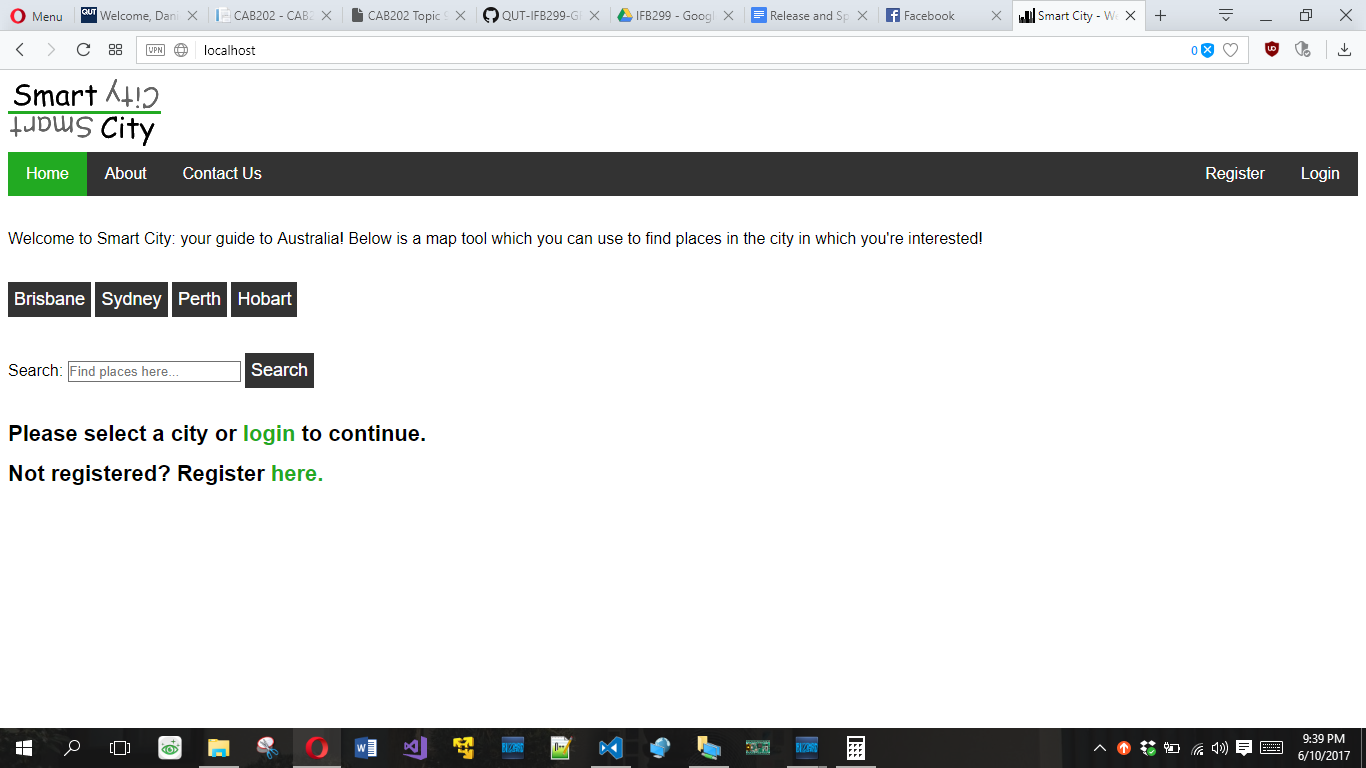 Menu
QUT Welcome, Dani
CAB202 - CAB2
CAB202 Topic 9
QUT-IFB299-G
IFB299 - Googl
Release and Sp
Facebook
Smart City - We
VPN localhost 0
Smart City
Smart City
Home About Contact Us Register Login
Welcome to Smart City: your guide to Australia! Below is a map tool which you can use to find places in the city in which you're interested!
Brisbane Sydney Perth Hobart
Search: Find places here... Search
Please select a city or login to continue.
Not registered? Register here.
9:39 PM
6/10/2017